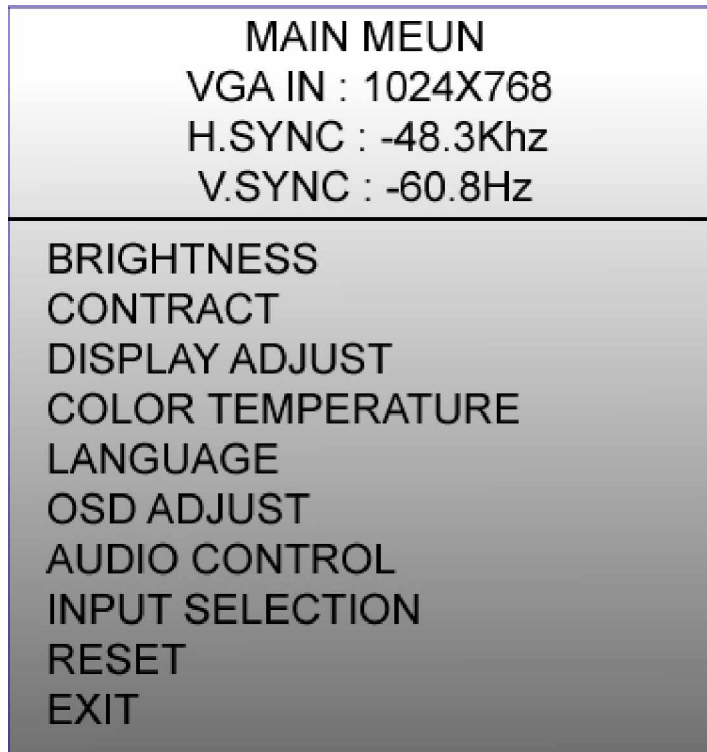 MAIN MEUN
VGA IN : 1024X768
H.SYNC : -48.3Khz
V.SYNC : -60.8Hz
BRIGHTNESS
CONTRACT
DISPLAY ADJUST
COLOR TEMPERATURE
LANGUAGE
OSD ADJUST
AUDIO CONTROL
INPUT SELECTION
RESET
EXIT